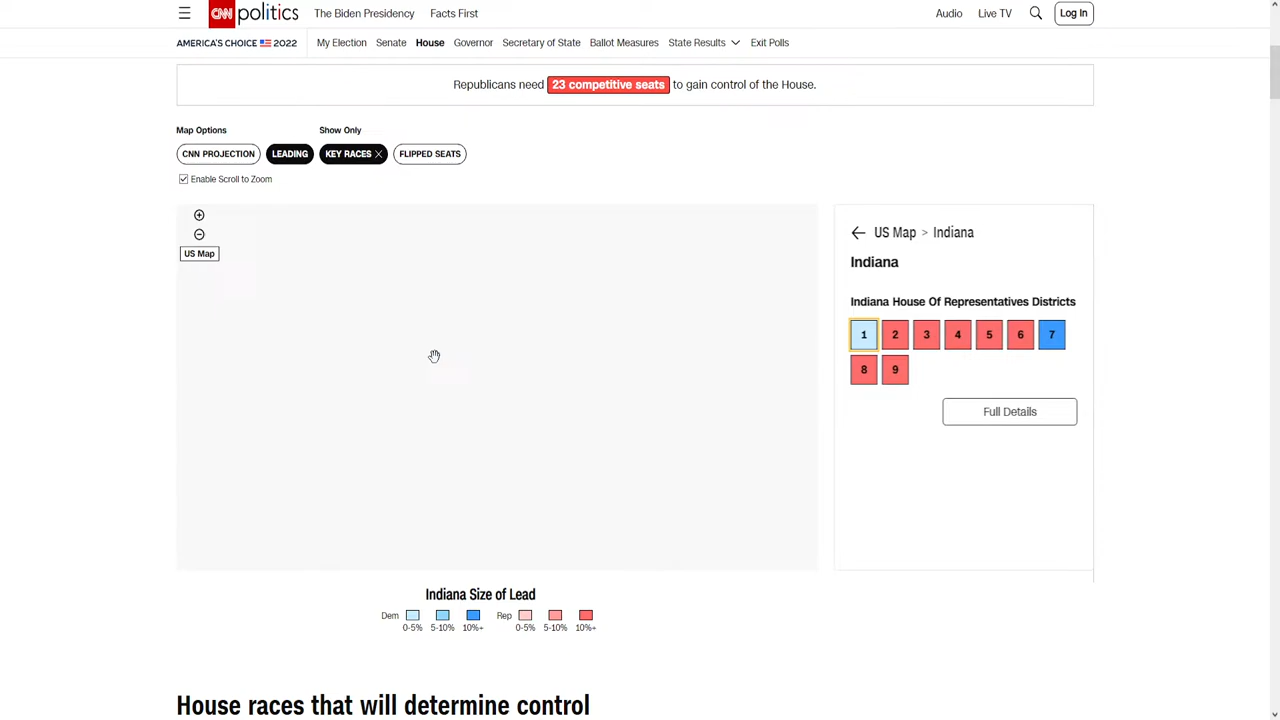 CNN politics The Biden Presidency Facts First Audio Live TV Log In
AMERICA'S CHOICE 2022 My Election Senate House Governor Secretary of State Ballot Measures State Results Exit Polls
Republicans need 23 competitive seats to gain control of the House.
Map Options Show Only
CNN PROJECTION LEADING KEY RACES FLIPPED SEATS
Enable Scroll to Zoom
US Map
US Map > Indiana
Indiana
Indiana House Of Representatives Districts
1 2 3 4 5 6 7
8 9
Full Details
Indiana Size of Lead
Dem Rep
0-5% 5-10% 10%+ 0-5% 5-10% 10%+
House races that will determine control